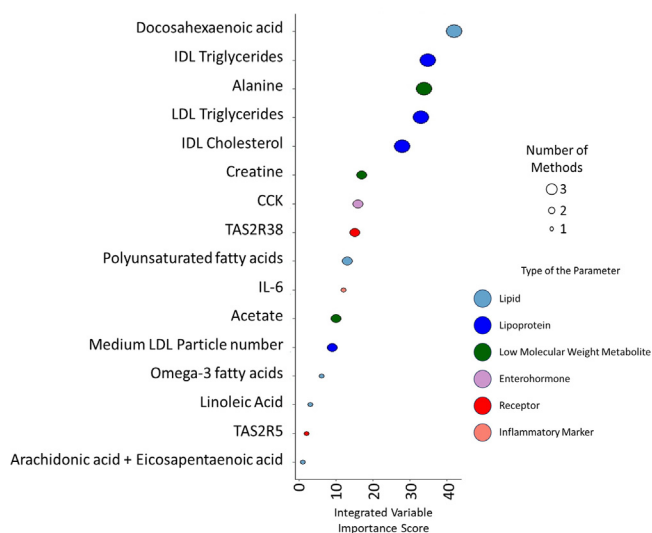 Docosahexaenoic acid
IDL Triglycerides
Alanine
LDL Triglycerides
IDL Cholesterol
Creatine
CCK
TAS2R38
Polyunsaturated fatty acids
IL-6
Acetate
Medium LDL Particle number
Omega-3 fatty acids
Linoleic Acid
TAS2R5
Arachidonic acid + Eicosapentaenoic acid
0
10
20
30
40
Integrated Variable
Importance Score
Number of
Methods
3
2
1
Type of the Parameter
Lipid
Lipoprotein
Low Molecular Weight Metabolite
Enterohormone
Receptor
Inflammatory Marker